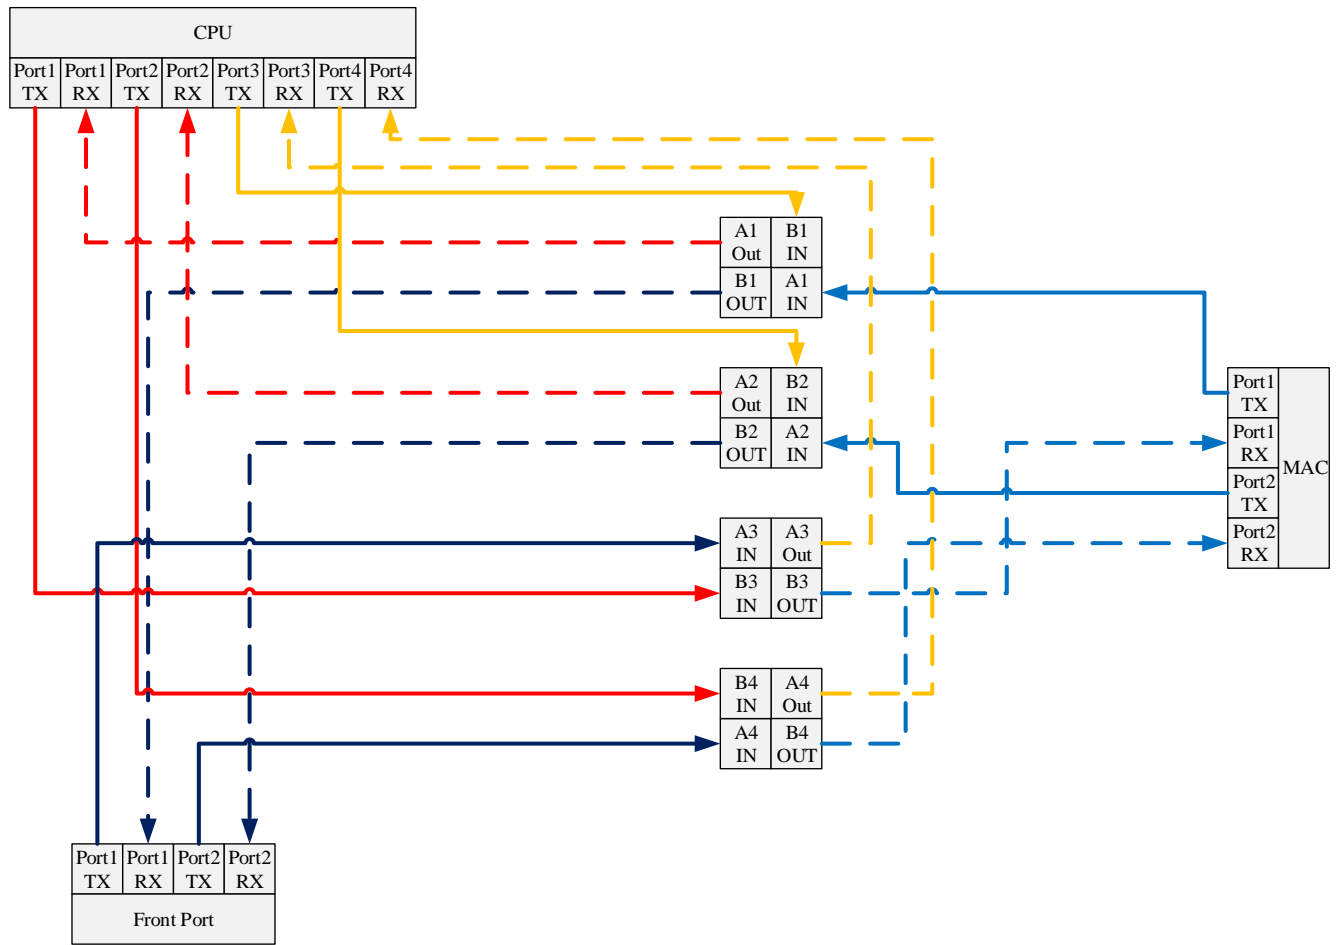 CPU
Port1 Port1 Port2 Port2 Port3 Port3 Port4 Port4
TX RX TX RX TX RX TX RX
A1 B1
Out IN
B1 A1
OUT IN
A2 B2
Out IN
B2 A2
OUT IN
Port1
TX
Port1
RX
Port2
TX
Port2
RX
MAC
A3 A3
IN Out
B3 B3
IN OUT
B4 A4
IN Out
A4 B4
IN OUT
Port1 Port1 Port2 Port2
TX RX TX RX
Front Port